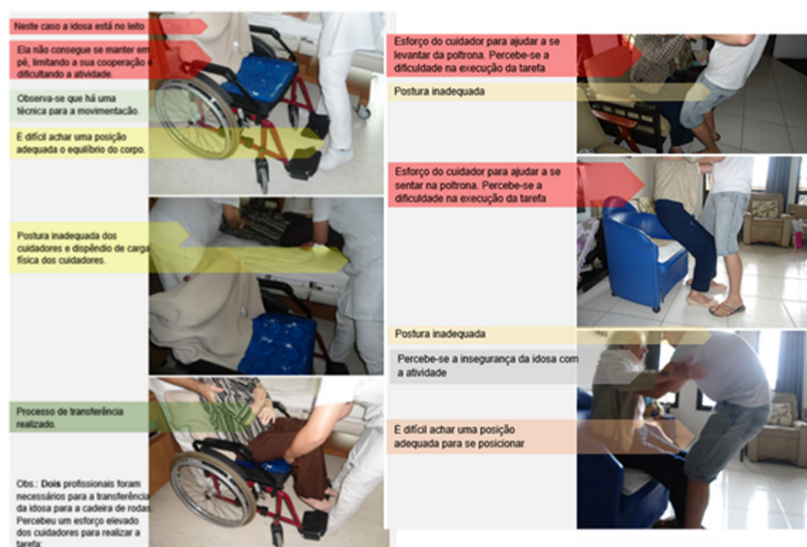 Neste caso a idosa está no leito
Ela não consegue se manter em
pé, limitando a sua cooperação e
dificultando a atividade.
Observa-se que há uma
técnica para a movimentação.
É difícil achar uma posição
adequada o equilíbrio do corpo.
Postura inadequada dos
cuidadores e dispêndio de carga
física dos cuidadores.
Processo de transferência
realizado.
Obs.: Dois profissionais foram
necessários para a transferência
da idosa para a cadeira de rodas.
Percebeu um esforço elevado
dos cuidadores para realizar a
tarefa;
Esforço do cuidador para ajudar a se
levantar da poltrona. Percebe-se a
dificuldade na execução da tarefa
Postura inadequada
Esforço do cuidador para ajudar a se
sentar na poltrona. Percebe-se a
dificuldade na execução da tarefa
Postura inadequada
Percebe-se a insegurança da idosa com
a atividade
É difícil achar uma posição
adequada para se posicionar